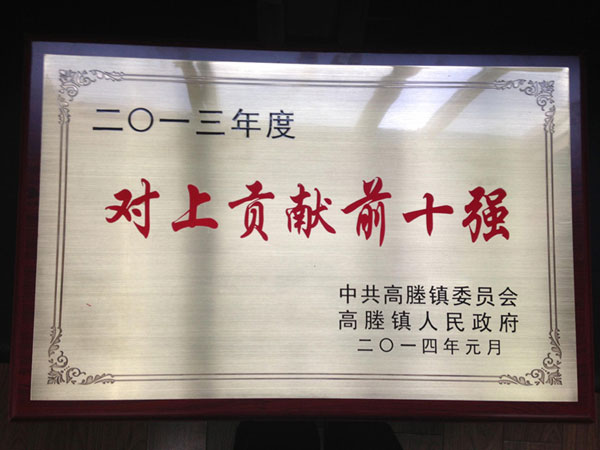 二〇一三年度
对上贡献前十强
中共高塍镇委员会
高塍镇人民政府
二〇一四年元月